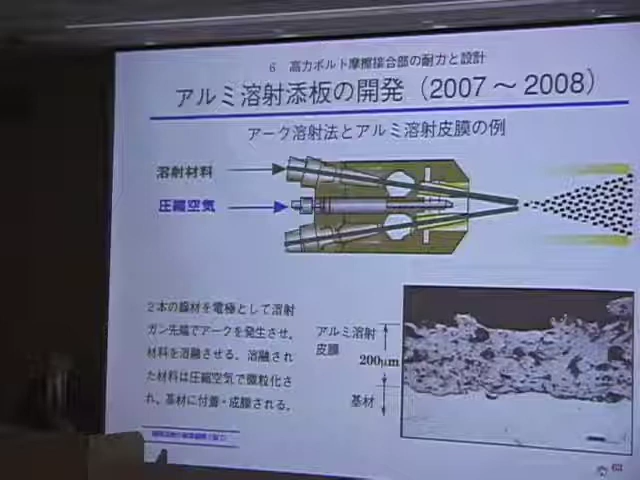 6 高力ボルト摩擦接合部の耐力と設計
アルミ溶射添板の開発（2007～2008）
アーク溶射法とアルミ溶射皮膜の例
溶射材料
圧縮空気
２本の線材を電極として溶射
ガン先端でアークを発生させ、
材料を溶融させる。溶融され
た材料は圧縮空気で微粒化さ
れ、基材に付着・成膜される。
アルミ溶射
皮膜
200μm
基材
63